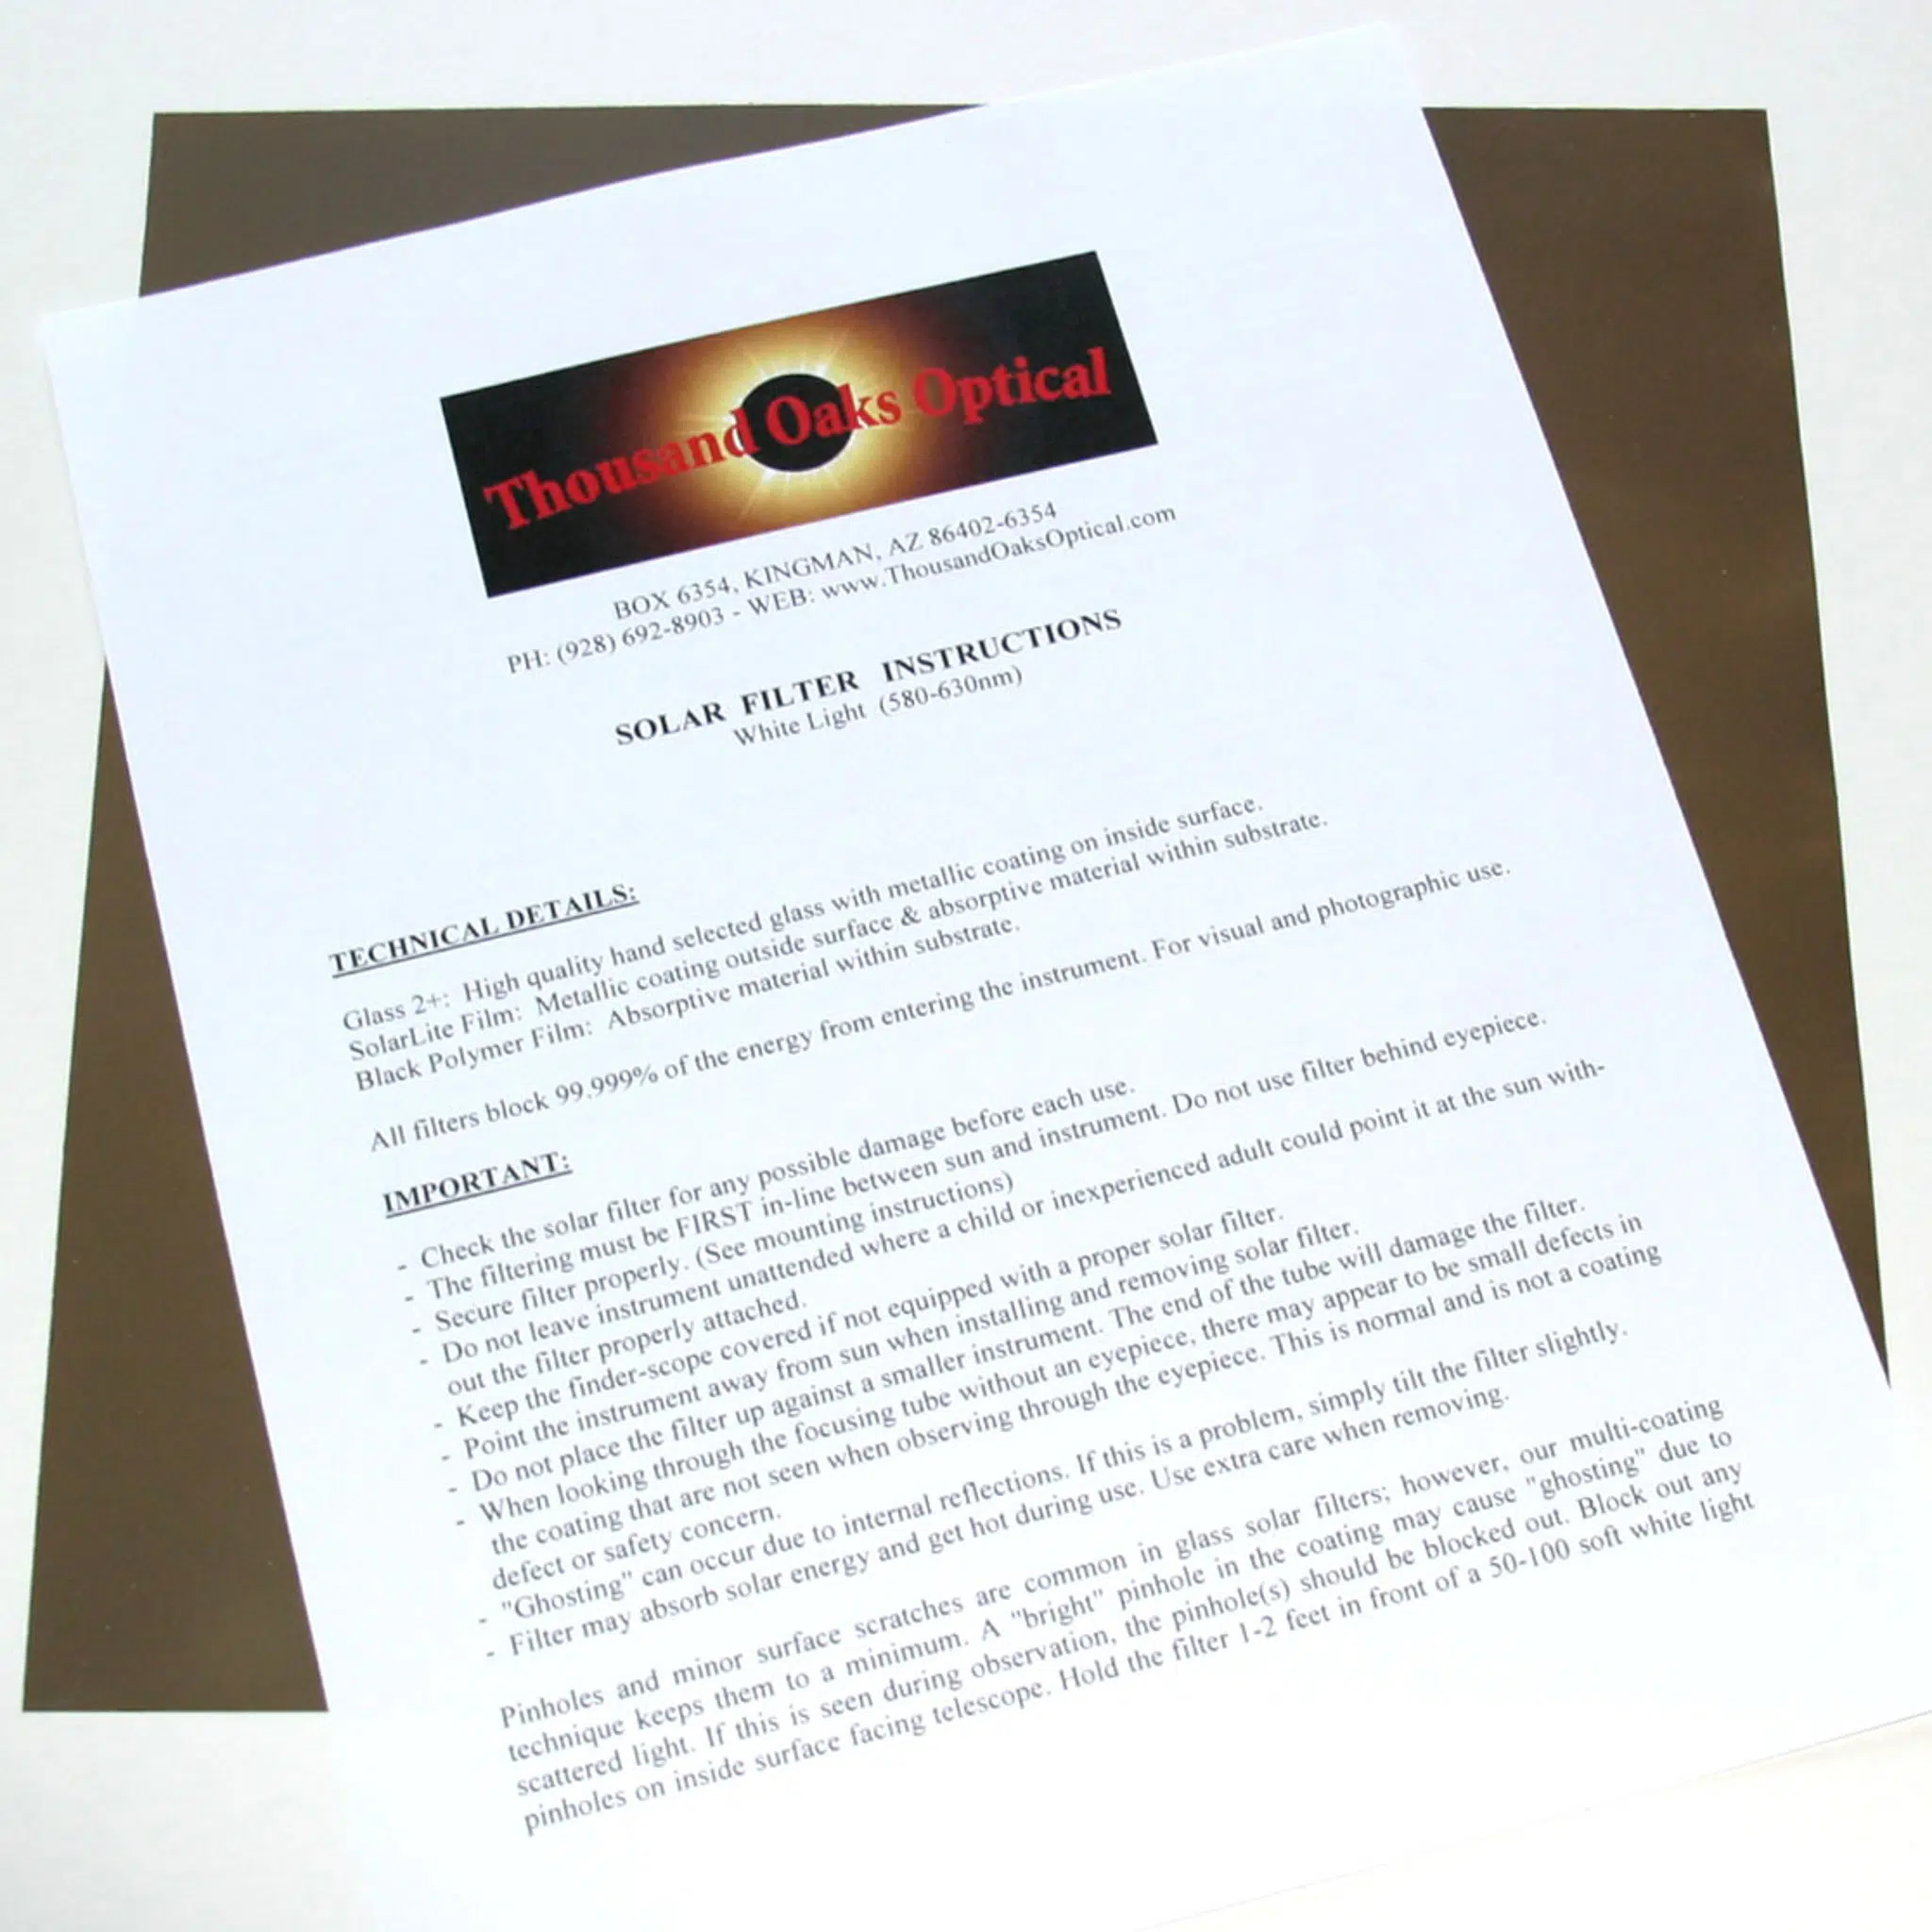 Thousand Oaks Optical
BOX 6354, KINGMAN, AZ 86402-6354
PH: (928) 692-8903 - WEB: www.ThousandOaksOptical.com
SOLAR FILTER INSTRUCTIONS
White Light (580-630nm)
TECHNICAL DETAILS:
Glass 2+: High quality hand selected glass with metallic coating on inside surface.
SolarLite Film: Metallic coating outside surface & absorptive material within substrate.
Black Polymer Film: Absorptive material within substrate.
All filters block 99.999% of the energy from entering the instrument. For visual and photographic use.
IMPORTANT:
- Check the solar filter for any possible damage before each use.
- The filtering must be FIRST in-line between sun and instrument. Do not use filter behind eyepiece.
- Secure filter properly. (See mounting instructions)
- Do not leave instrument unattended where a child or inexperienced adult could point it at the sun with-
out the filter properly attached.
- Keep the finder-scope covered if not equipped with a proper solar filter.
- Point the instrument away from sun when installing and removing solar filter.
- Do not place the filter up against a smaller instrument. The end of the tube will damage the filter.
- When looking through the focusing tube without an eyepiece, there may appear to be small defects in
the coating that are not seen when observing through the eyepiece. This is normal and is not a coating
defect or safety concern.
- "Ghosting" can occur due to internal reflections. If this is a problem, simply tilt the filter slightly.
- Filter may absorb solar energy and get hot during use. Use extra care when removing.
Pinholes and minor surface scratches are common in glass solar filters; however, our multi-coating
technique keeps them to a minimum. A "bright" pinhole in the coating may cause "ghosting" due to
scattered light. If this is seen during observation, the pinhole(s) should be blocked out. Block out any
pinholes on inside surface facing telescope. Hold the filter 1-2 feet in front of a 50-100 soft white light